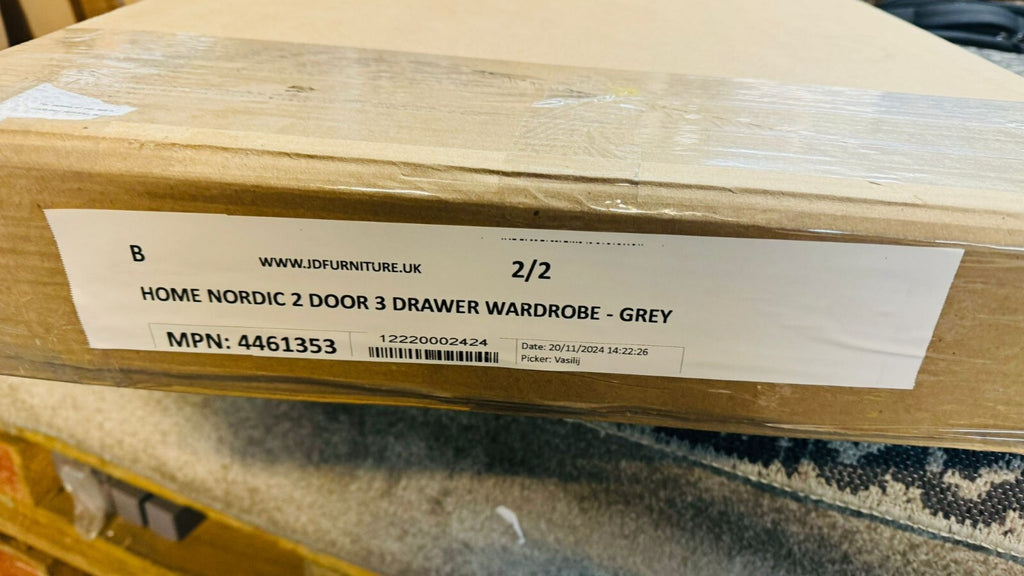 B
WWW.JDFURNITURE.UK
2/2
HOME NORDIC 2 DOOR 3 DRAWER WARDROBE - GREY
MPN: 4461353
12220002424
Date: 20/11/2024 14:22:26
Picker: Vasilij